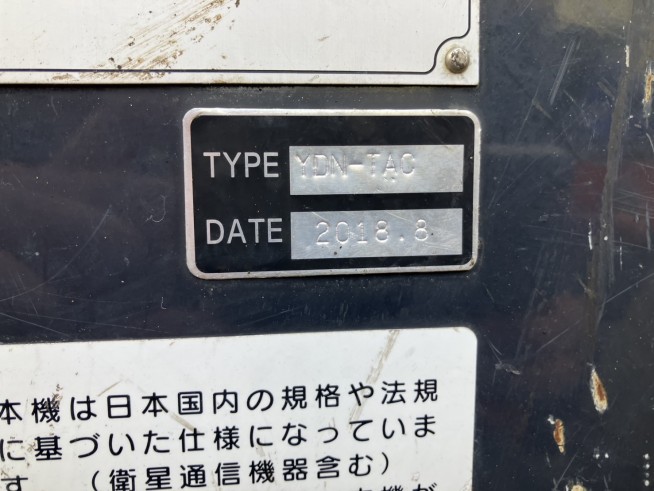 TYPE YDN-TAC
DATE 2018.8
本機は日本国内の規格や法規
に基づいた仕様になっていま
す （衛星通信機器含む）